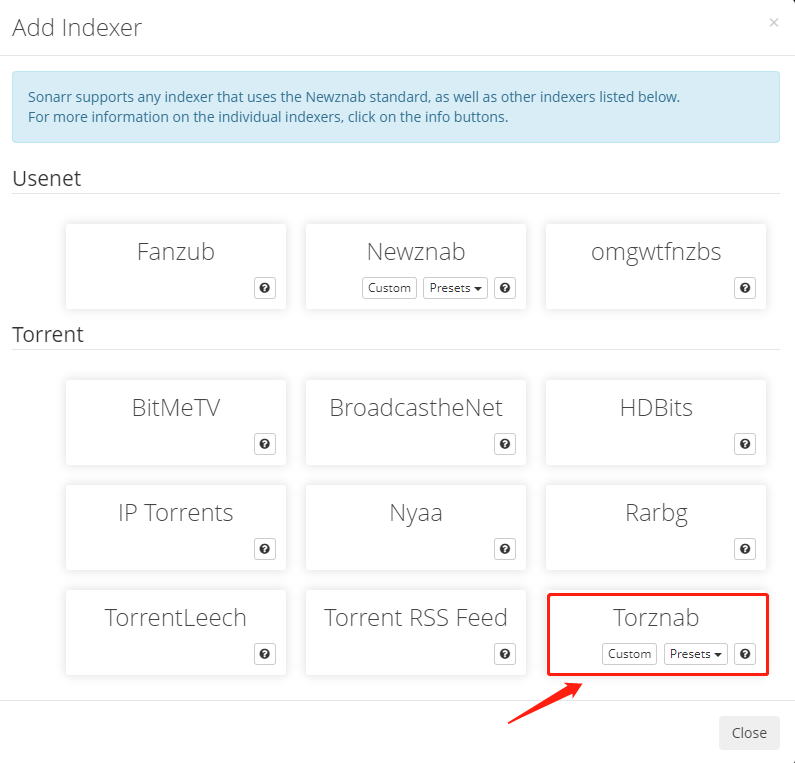 Add Indexer
×
Sonarr supports any indexer that uses the Newznab standard, as well as other indexers listed below.
For more information on the individual indexers, click on the info buttons.
Usenet
Fanzub
?
Newznab
Custom Presets ?
omgwtfnzbs
?
Torrent
BitMeTV
?
BroadcastheNet
?
HDBits
?
IP Torrents
?
Nyaa
?
Rarbg
?
TorrentLeech
?
Torrent RSS Feed
?
Torznab
Custom Presets ?
Close